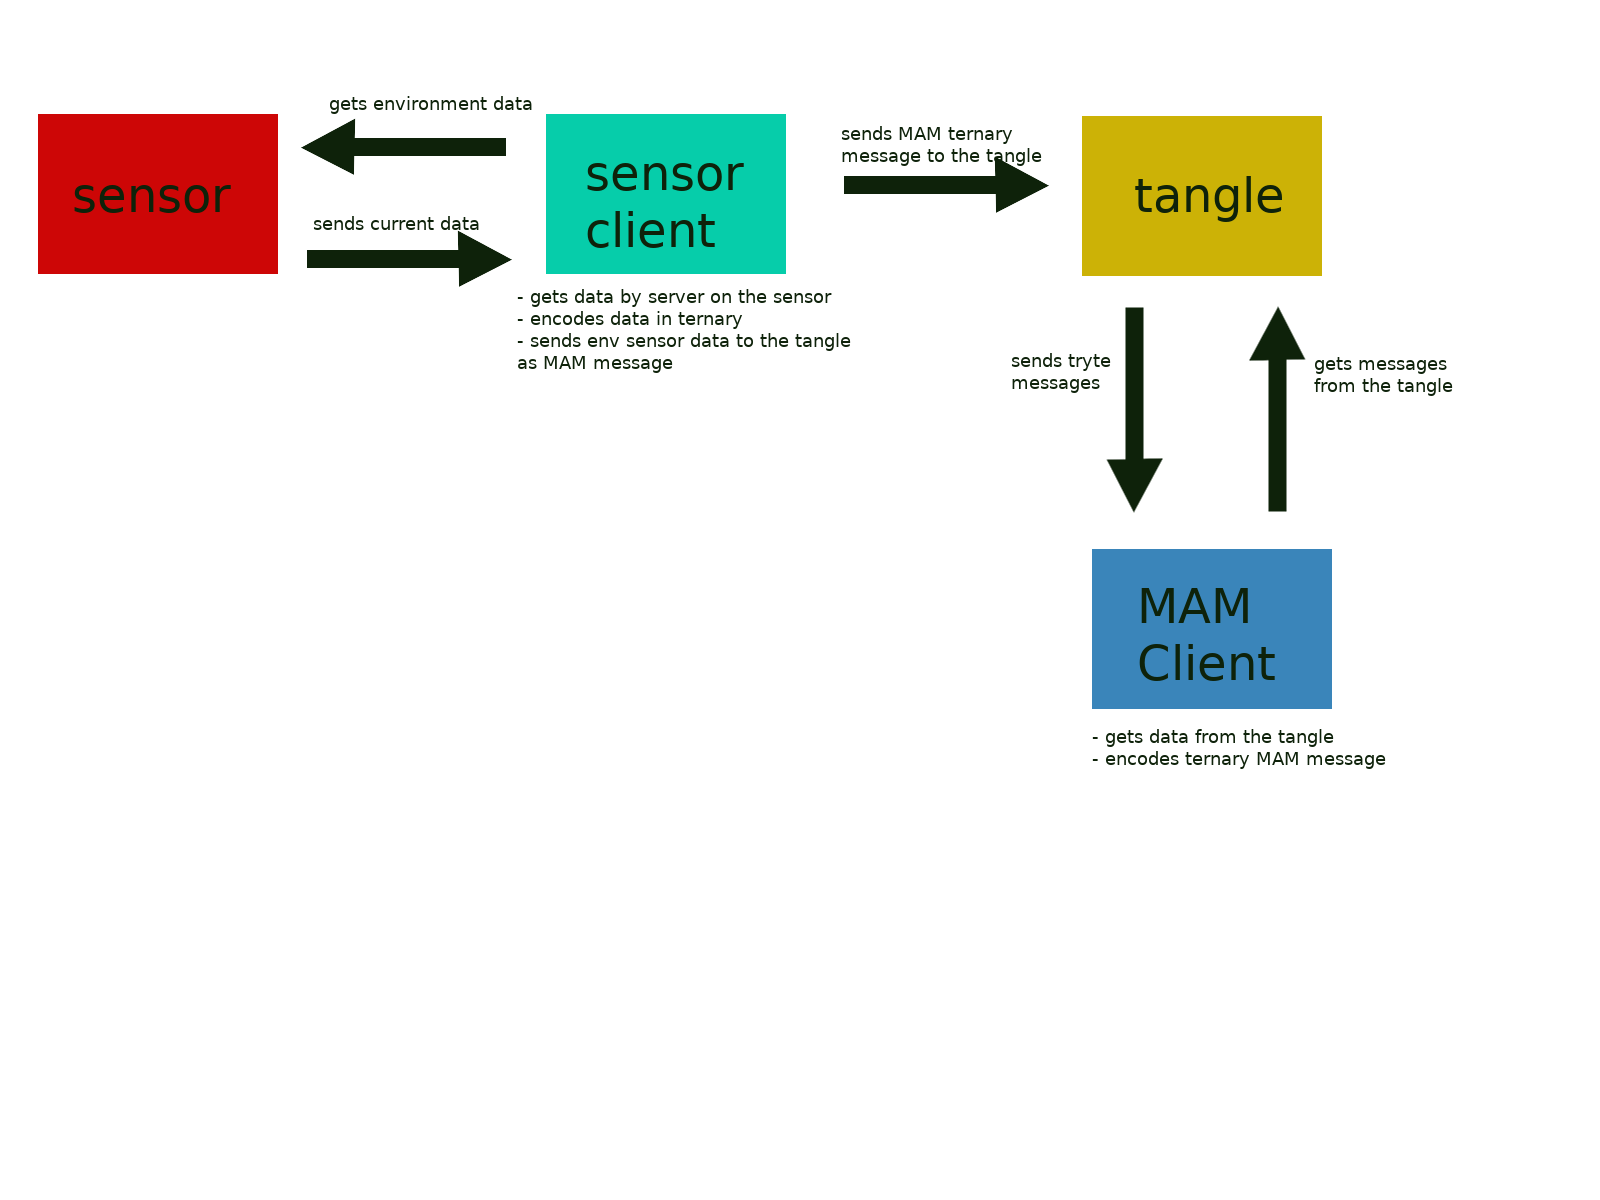 gets environment data
sensor
sends current data
sensor
client
- gets data by server on the sensor
- encodes data in ternary
- sends env sensor data to the tangle
as MAM message
sends MAM ternary
message to the tangle
tangle
sends tryte
messages
gets messages
from the tangle
MAM
Client
- gets data from the tangle
- encodes ternary MAM message